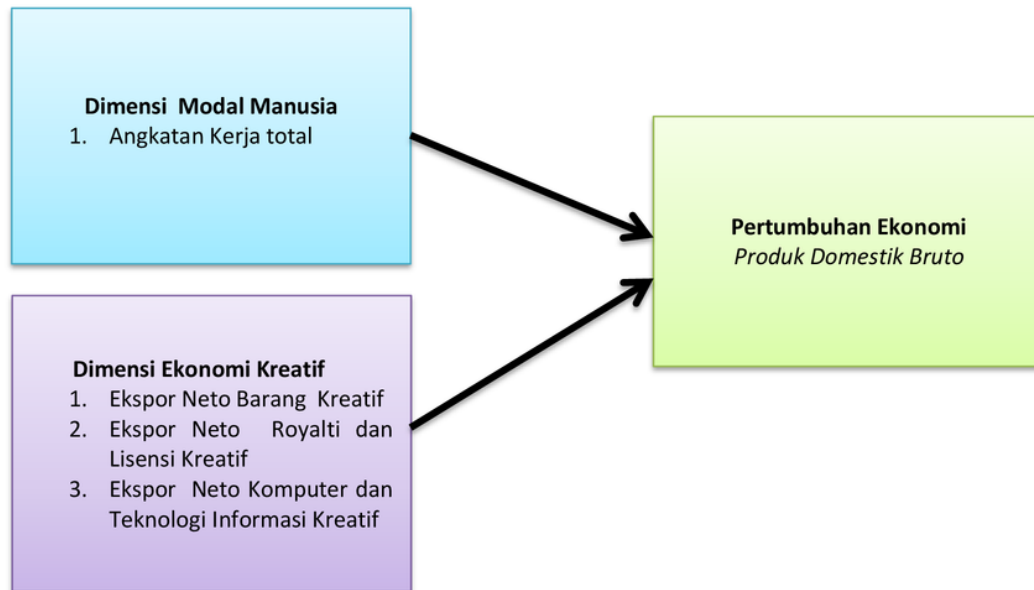 Dimensi Modal Manusia
1. Angkatan Kerja total
Pertumbuhan Ekonomi
Produk Domestik Bruto
Dimensi Ekonomi Kreatif
1. Ekspor Neto Barang Kreatif
2. Ekspor Neto Royalti dan
Lisensi Kreatif
3. Ekspor Neto Komputer dan
Teknologi Informasi Kreatif